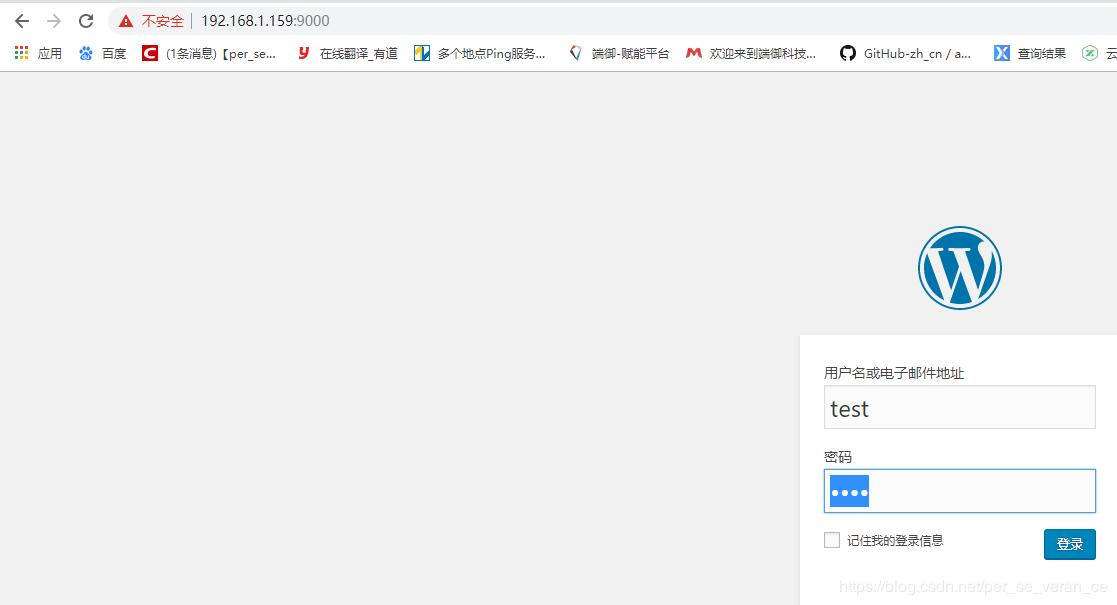 不安全 192.168.1.159:9000
应用 百度 (1条消息)【per_se... 在线翻译_有道 多个地点Ping服务... 端御-赋能平台 欢迎来到端御科技... GitHub-zh_cn / a... 查询结果 云
用户名或电子邮件地址
test
密码
记住我的登录信息
登录
https://blog.csdn.net/per_se_veran_ce